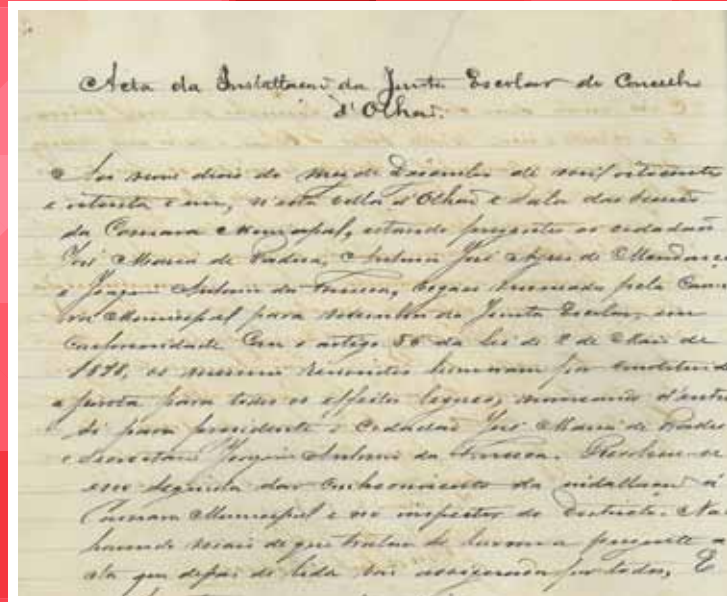 Acta da Installação da Junta Escolar do Concelho
d'Olhão.
dias do mez de Dezembro de mil oitocentos
e oitenta e um, n'esta villa d'Olhão e Sala das Sessões
da Camara Municipal, estando presentes os cidadãos
José Maria de Padua, Antonio José Ayres de Mendonça
e Joaquim Antonio da Fonseca, vogaes nomeados pela Cama
ra Municipal para membros da Junta Escolar, em
conformidade com o artigo 56 da Lei de 2 de Maio de
1878, os mesmos reunidos houveram por constituida
a junta para todos os effeitos legaes, nomeando d'entre
si para presidente o cidadão José Maria de Padua
e Secretario Joaquim Antonio da Fonseca. Resolveu-se
em seguida dar conhecimento da installação á
Camara Municipal e ao inspector do districto. Não
havendo mais de que tratar se lavrou a presente a
cta que depois de lida vai assignada por todos, E